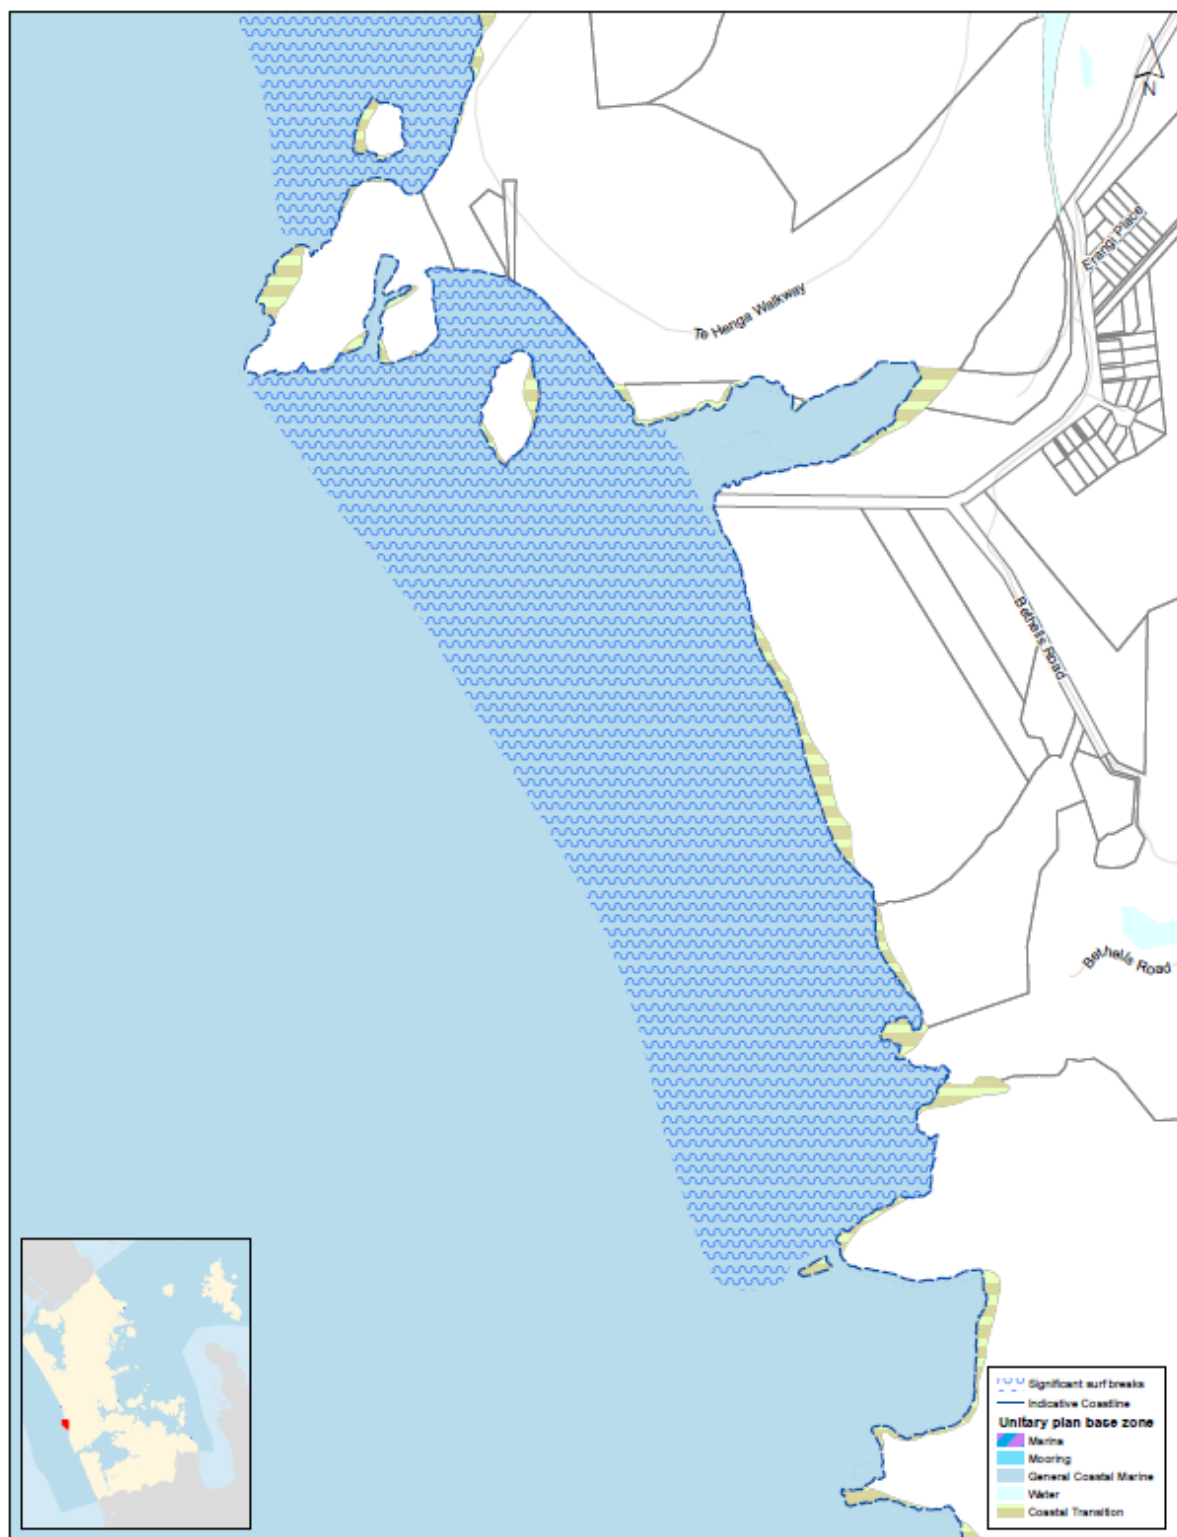 N
Erangi Place
Te Henga Walkway
Bethells Road
Bethells Road
Significant surf breaks
Indicative Coastline
Unitary plan base zone
Marina
Mooring
General Coastal Marine
Water
Coastal Transition